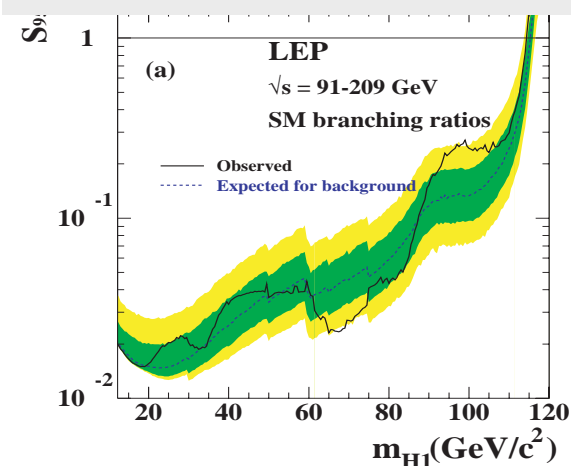 S9
1
(a)
LEP
√s = 91-209 GeV
SM branching ratios
Observed
Expected for background
10 -1
10 -2
20 40 60 80 100 120
mH1(GeV/c2)